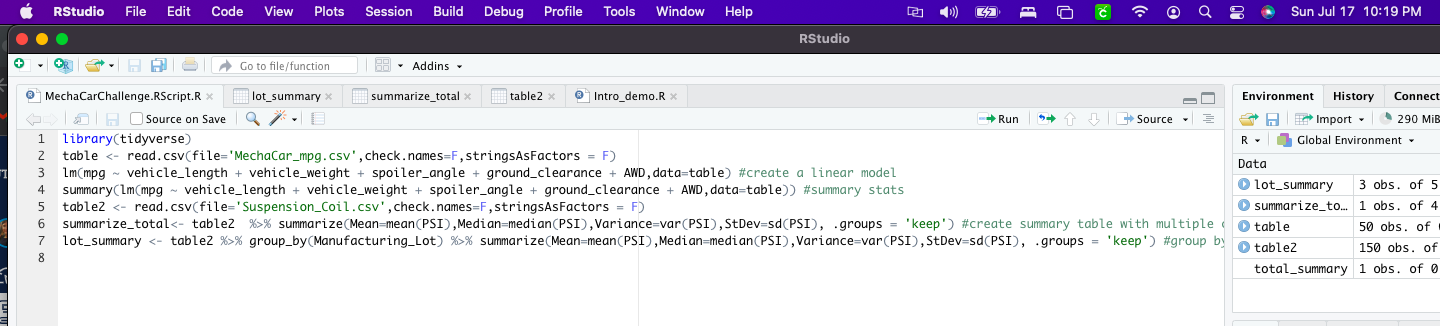 RStudio File Edit Code View Plots Session Build Debug Profile Tools Window Help Sun Jul 17 10:19 PM
RStudio
Go to file/function Addins
MechaCarChallenge.RScript.R lot_summary summarize_total table2 Intro_demo.R
Source on Save Run Source
1 library(tidyverse)
2 table <- read.csv(file='MechaCar_mpg.csv',check.names=F,stringsAsFactors = F)
3 lm(mpg ~ vehicle_length + vehicle_weight + spoiler_angle + ground_clearance + AWD,data=table) #create a linear model
4 summary(lm(mpg ~ vehicle_length + vehicle_weight + spoiler_angle + ground_clearance + AWD,data=table)) #summary stats
5 table2 <- read.csv(file='Suspension_Coil.csv',check.names=F,stringsAsFactors = F)
6 summarize_total<- table2  %>% summarize(Mean=mean(PSI),Median=median(PSI),Variance=var(PSI),StDev=sd(PSI), .groups = 'keep') #create summary table with multiple
7 lot_summary <- table2 %>% group_by(Manufacturing_Lot) %>% summarize(Mean=mean(PSI),Median=median(PSI),Variance=var(PSI),StDev=sd(PSI), .groups = 'keep') #group by
8
Environment History Connect
Import 290 MiB
R Global Environment
Data
lot_summary 3 obs. of 5
summarize_to… 1 obs. of 4
table 50 obs. of
table2 150 obs. of
total_summary 1 obs. of 0